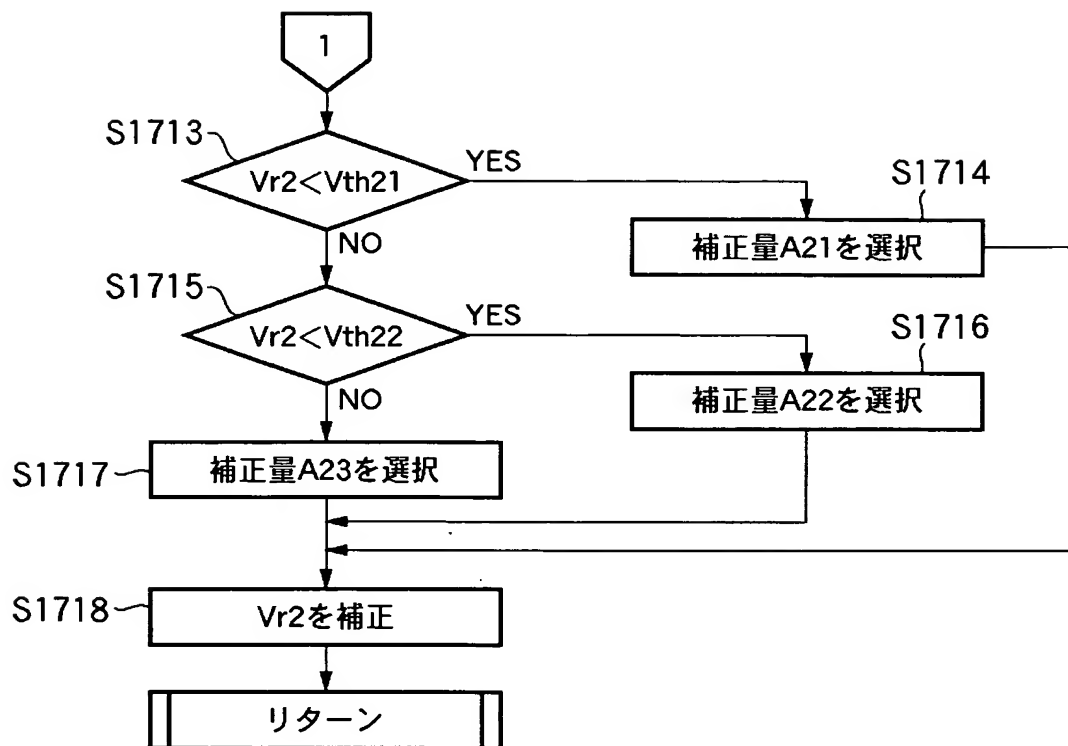 1
S1713
Vr2<Vth21
YES
S1714
補正量A21を選択
NO
S1715
Vr2<Vth22
YES
S1716
補正量A22を選択
NO
S1717
補正量A23を選択
S1718
Vr2を補正
リターン